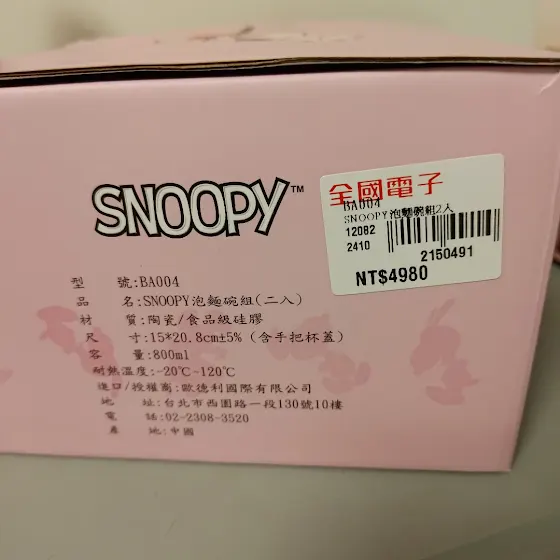 SNOOPY™
全國電子
BA004
SNOOPY泡麵碗組2入
12082
2410
2150491
NT$4980
型 號:BA004
品 名:SNOOPY泡麵碗組(二入)
材 質:陶瓷/食品級硅膠
尺 寸:15*20.8cm±5% (含手把杯蓋)
容 量:800ml
耐熱溫度:-20℃-120℃
進口/授權商:歐德利國際有限公司
地 址:台北市西園路一段130號10樓
電 話:02-2308-3520
產 地:中國